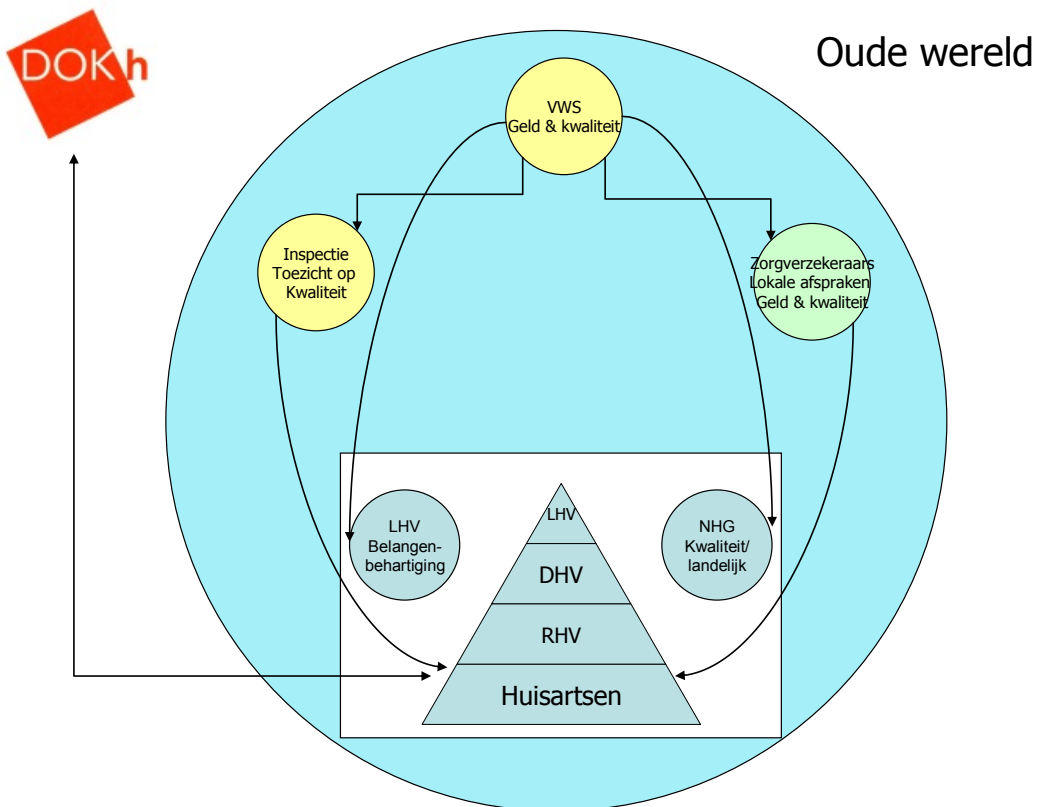 DOKh
Oude wereld
VWS
Geld & kwaliteit
Inspectie
Toezicht op
Kwaliteit
Zorgverzekeraars
Lokale afspraken
Geld & kwaliteit
LHV
Belangen-
behartiging
LHV
DHV
RHV
Huisartsen
NHG
Kwaliteit/
landelijk